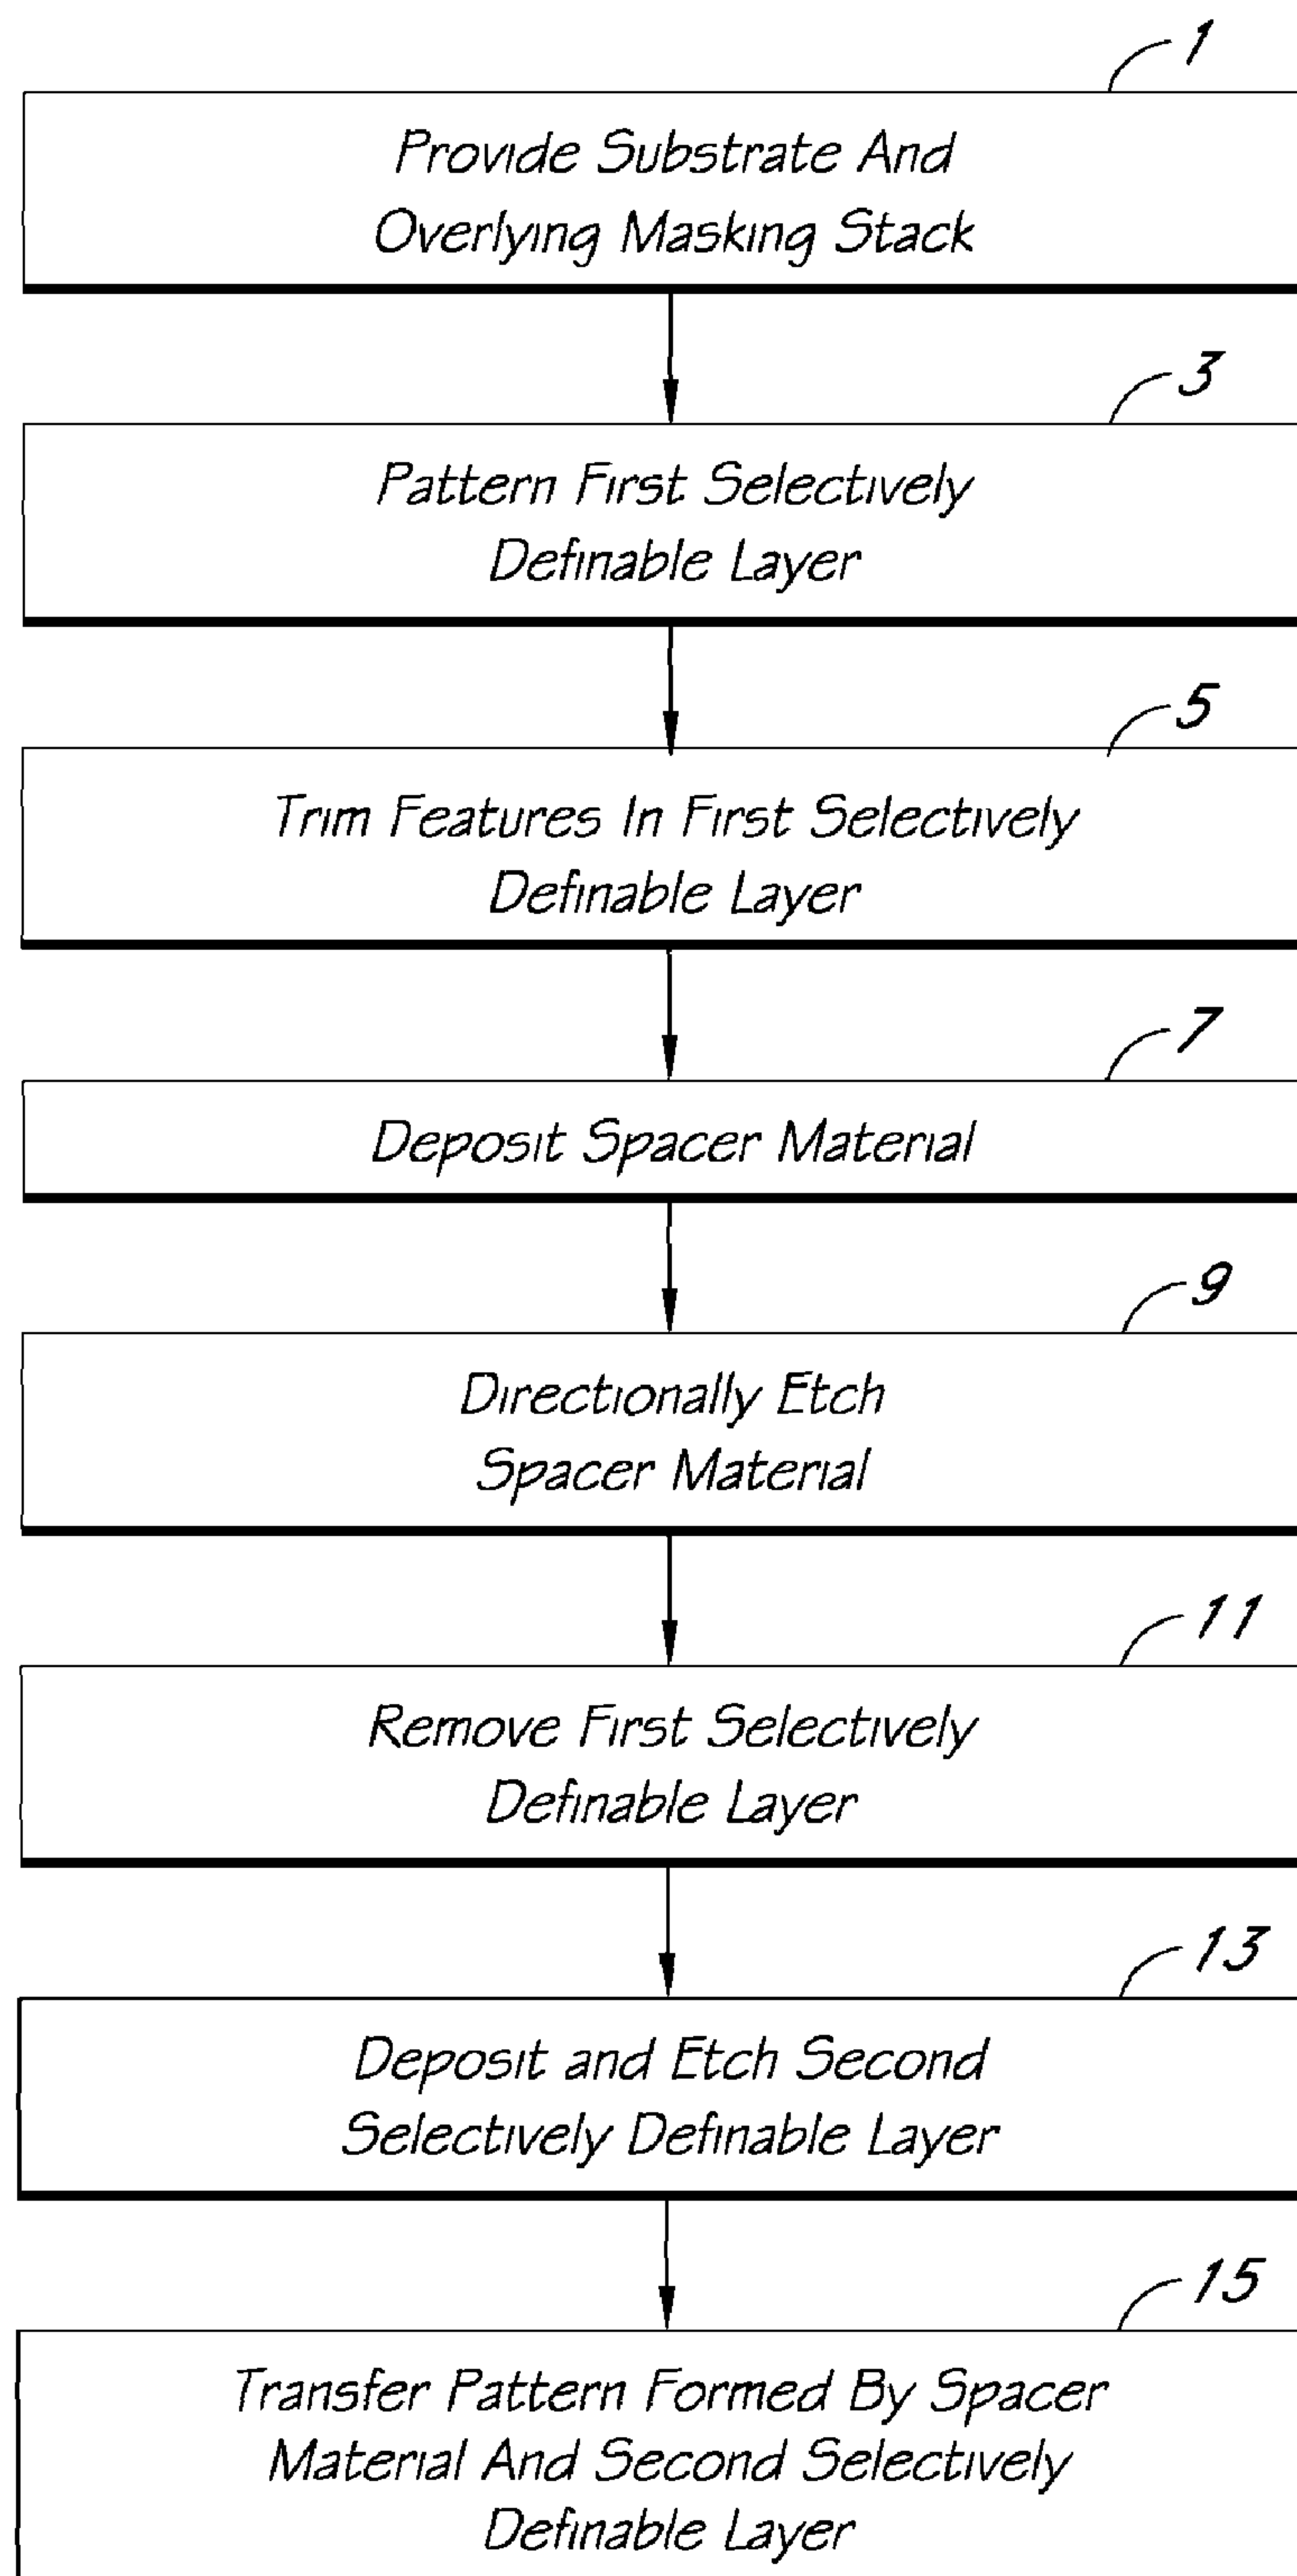 1
Provide Substrate And
Overlying Masking Stack
3
Pattern First Selectively
Definable Layer
5
Trim Features In First Selectively
Definable Layer
7
Deposit Spacer Material
9
Directionally Etch
Spacer Material
11
Remove First Selectively
Definable Layer
13
Deposit and Etch Second
Selectively Definable Layer
15
Transfer Pattern Formed By Spacer
Material And Second Selectively
Definable Layer